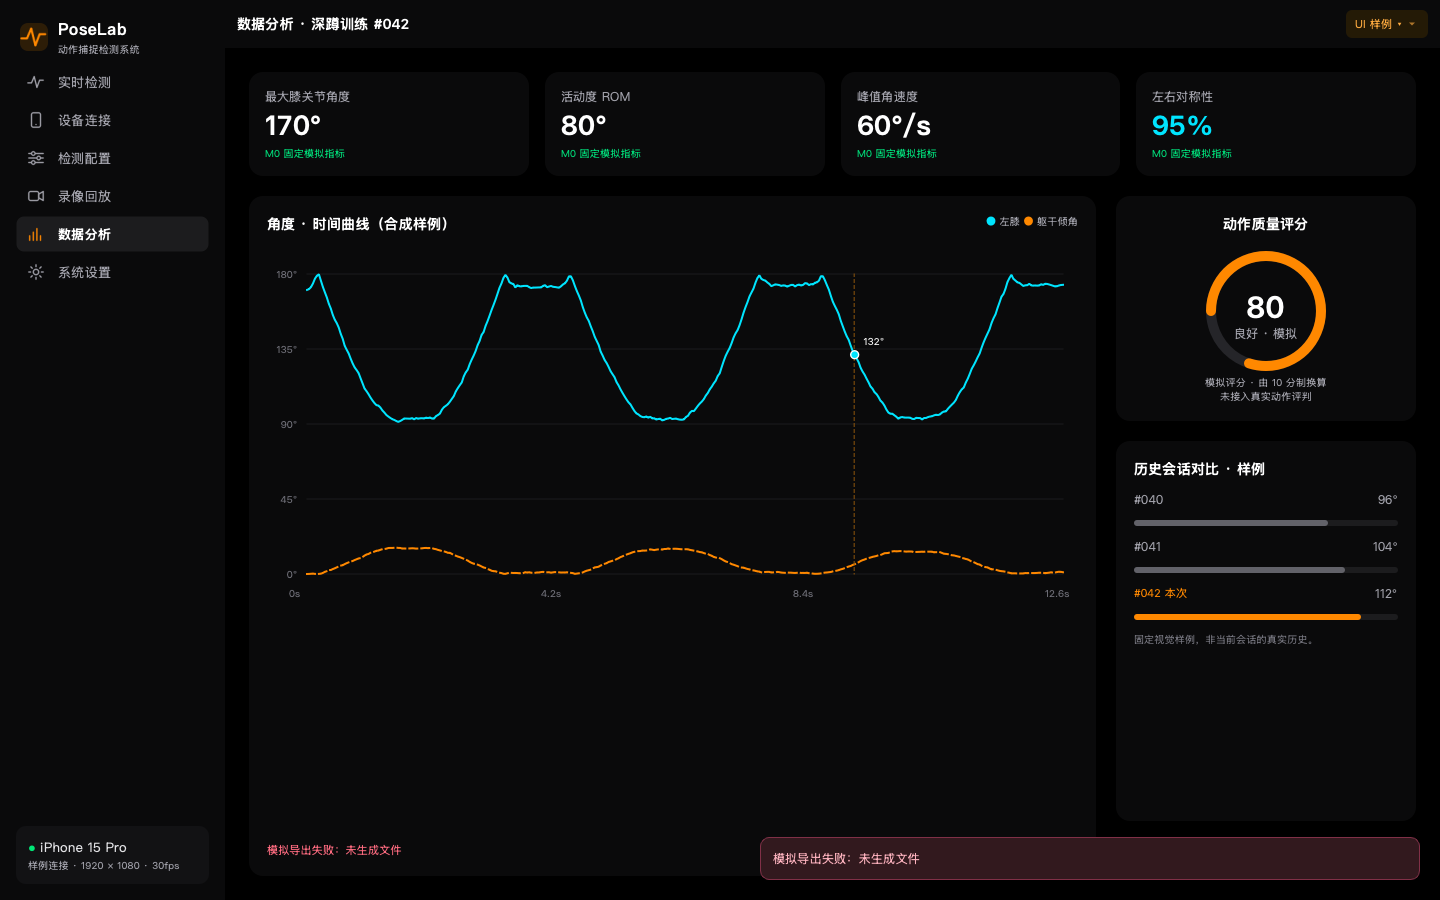 PoseLab
动作捕捉检测系统
实时检测
设备连接
检测配置
录像回放
数据分析
系统设置
iPhone 15 Pro
样例连接 · 1920 × 1080 · 30fps
数据分析 · 深蹲训练 #042
UI 样例
最大膝关节角度
170°
M0 固定模拟指标
活动度 ROM
80°
M0 固定模拟指标
峰值角速度
60°/s
M0 固定模拟指标
左右对称性
95%
M0 固定模拟指标
角度 · 时间曲线（合成样例）
左膝
躯干倾角
180°
135°
90°
45°
0°
132°
0s
4.2s
8.4s
12.6s
模拟导出失败：未生成文件
动作质量评分
80
良好 · 模拟
模拟评分 · 由 10 分制换算
未接入真实动作评判
历史会话对比 · 样例
#040 96°
#041 104°
#042 本次 112°
固定视觉样例，非当前会话的真实历史。
模拟导出失败：未生成文件